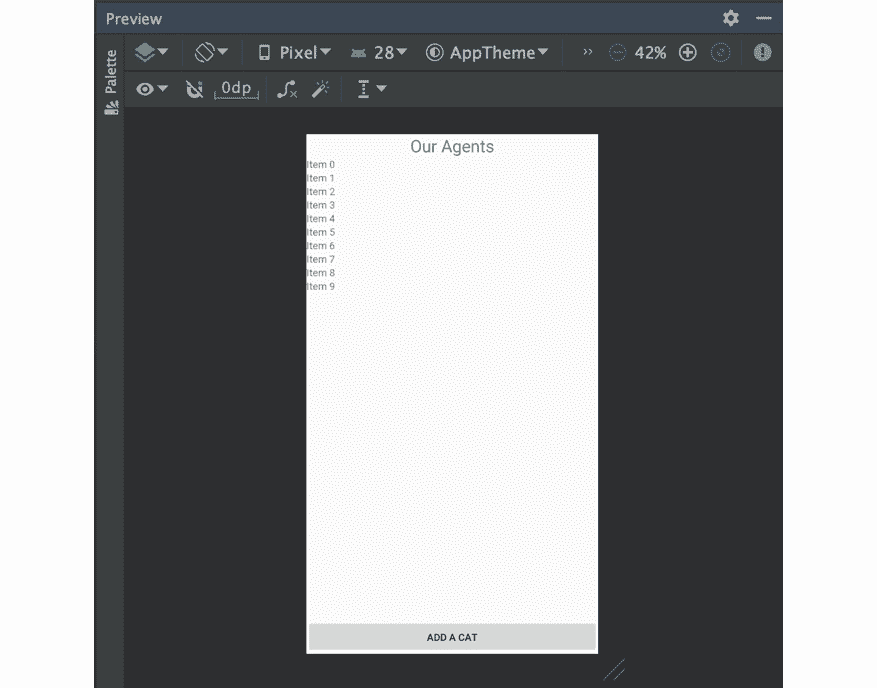 Preview
Palette
Pixel 28 AppTheme » 42%
0dp
Our Agents
Item 0
Item 1
Item 2
Item 3
Item 4
Item 5
Item 6
Item 7
Item 8
Item 9
ADD A CAT